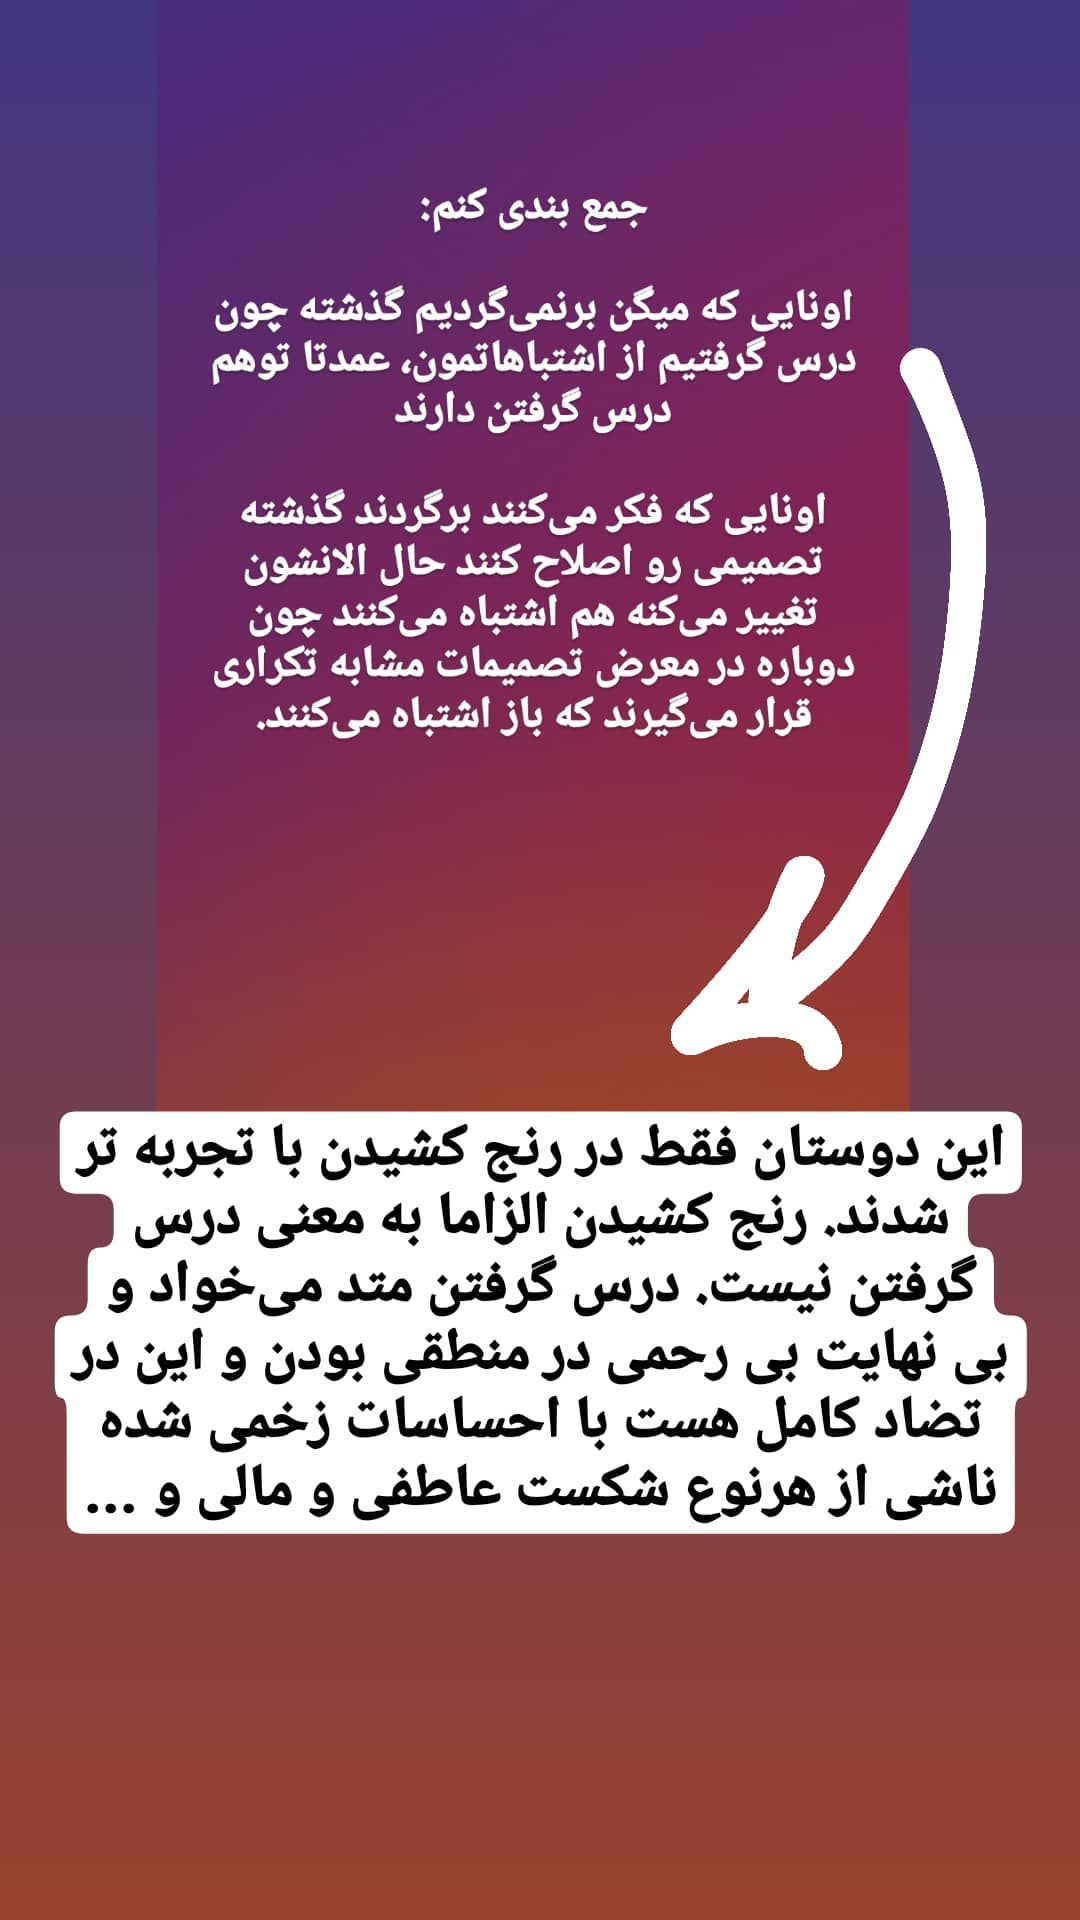 جمع بندی کنم:
اونایی که میگن برنمی‌گردیم گذشته چون
درس گرفتیم از اشتباهاتمون، عمدتا توهم
درس گرفتن دارند
اونایی که فکر می‌کنند برگردند گذشته
تصمیمی رو اصلاح کنند حال الانشون
تغییر می‌کنه هم اشتباه می‌کنند چون
دوباره در معرض تصمیمات مشابه تکراری
قرار می‌گیرند که باز اشتباه می‌کنند.
این دوستان فقط در رنج کشیدن با تجربه تر
شدند. رنج کشیدن الزاما به معنی درس
گرفتن نیست. درس گرفتن متد می‌خواد و
بی نهایت بی رحمی در منطقی بودن و این در
تضاد کامل هست با احساسات زخمی شده
ناشی از هرنوع شکست عاطفی و مالی و ...